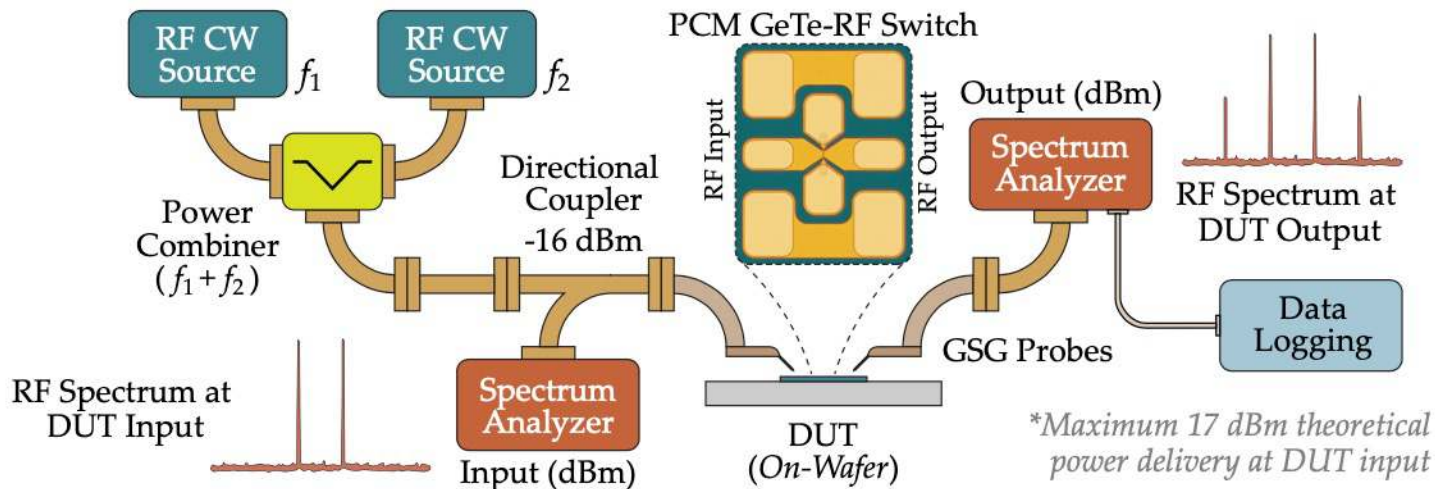 RF CW
Source
f1
RF CW
Source
f2
Power
Combiner
(f1+f2)
Directional
Coupler
-16 dBm
PCM GeTe-RF Switch
RF Input
RF Output
Output (dBm)
Spectrum
Analyzer
RF Spectrum at
DUT Output
Data
Logging
GSG Probes
RF Spectrum at
DUT Input
Spectrum
Analyzer
Input (dBm)
DUT
(On-Wafer)
*Maximum 17 dBm theoretical
power delivery at DUT input